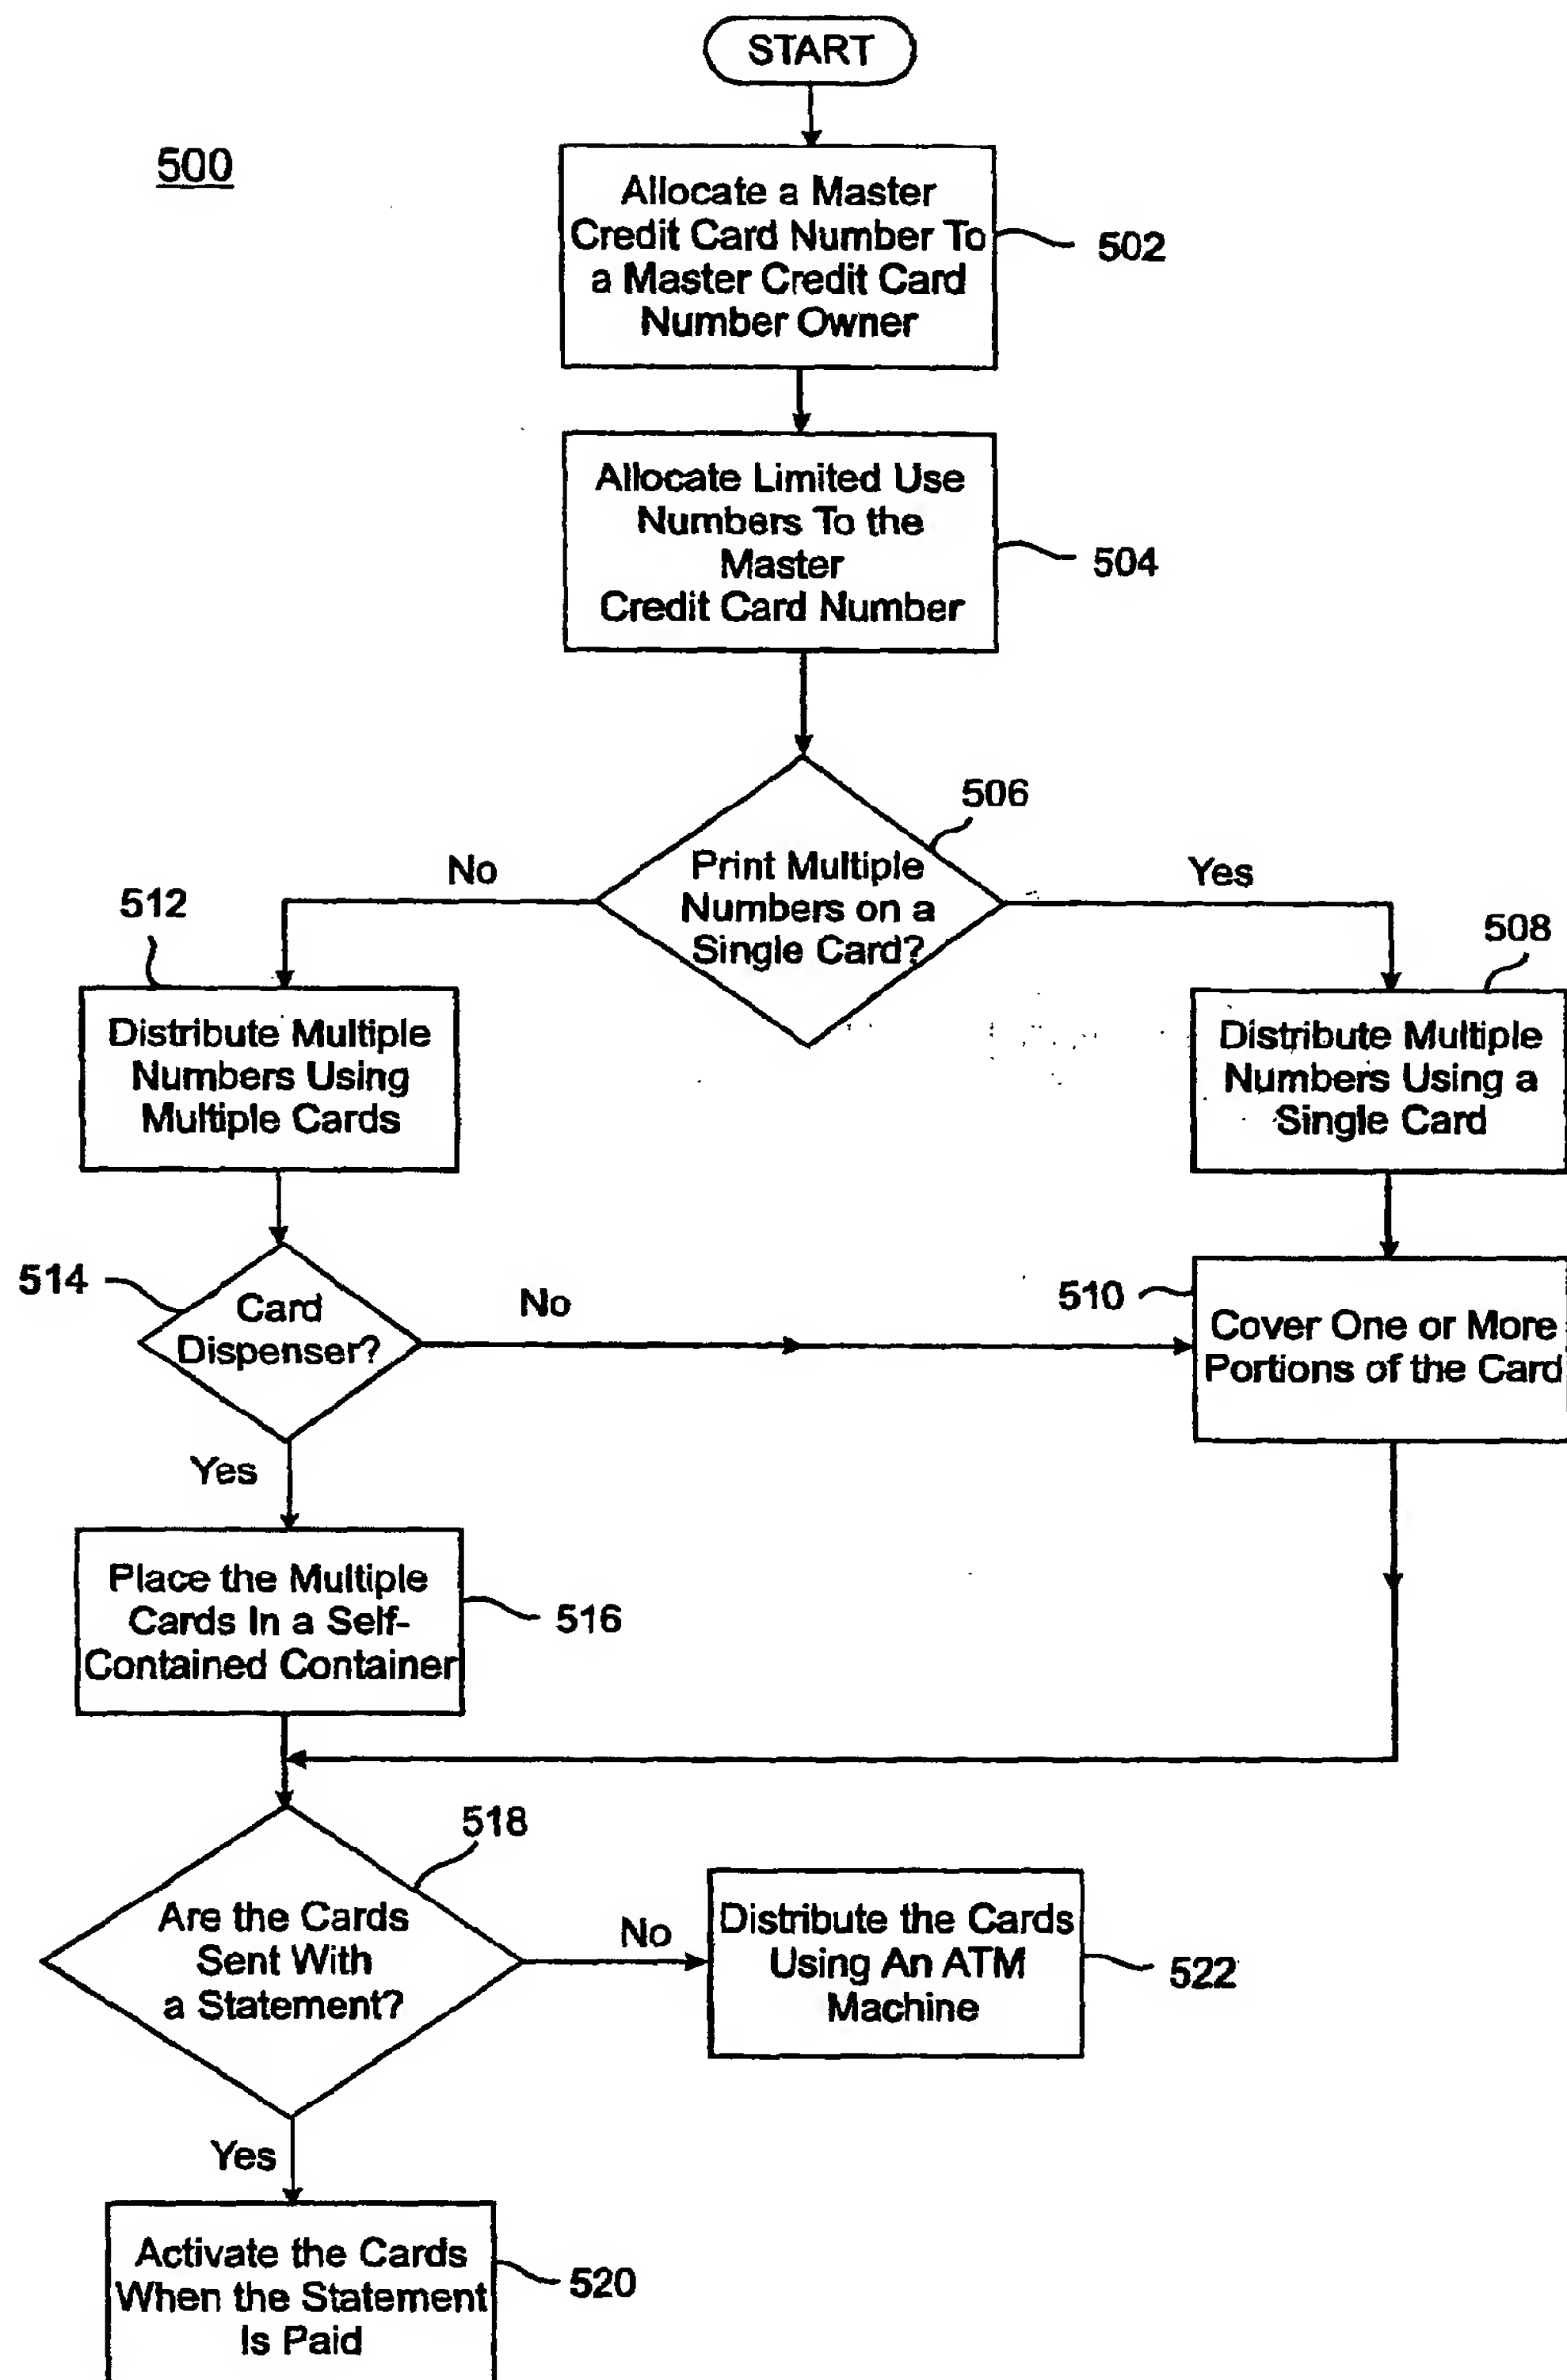 START
500
Allocate a Master
Credit Card Number To
a Master Credit Card
Number Owner
502
Allocate Limited Use
Numbers To the
Master
Credit Card Number
504
506
Print Multiple
Numbers on a
Single Card?
No
Yes
512
508
Distribute Multiple
Numbers Using
Multiple Cards
Distribute Multiple
Numbers Using a
Single Card
514
Card
Dispenser?
No
510
Cover One or More
Portions of the Card
Yes
Place the Multiple
Cards In a Self-
Contained Container
516
518
Are the Cards
Sent With
a Statement?
No
Distribute the Cards
Using An ATM
Machine
522
Yes
Activate the Cards
When the Statement
Is Paid
520